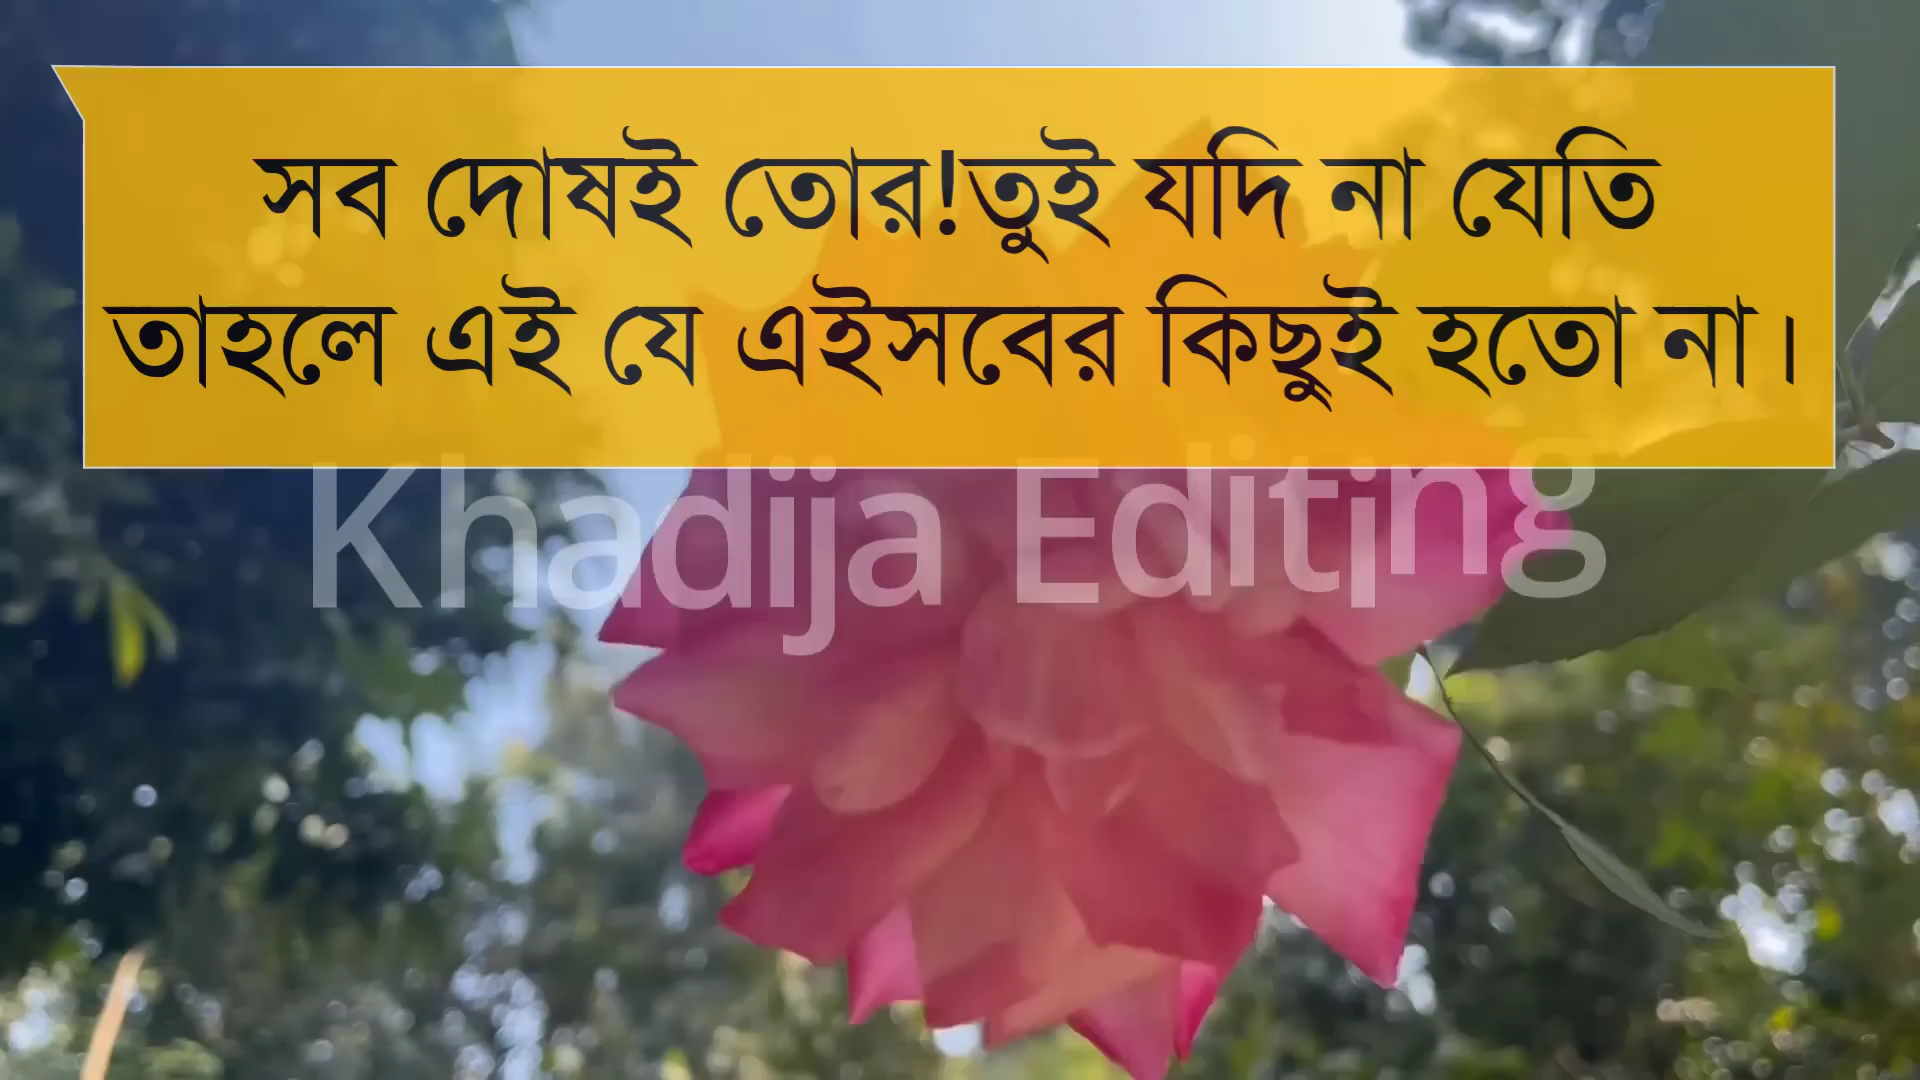 সব দোষই তোর!তুই যদি না যেতি
তাহলে এই যে এইসবের কিছুই হতো না।
Khadija Editing